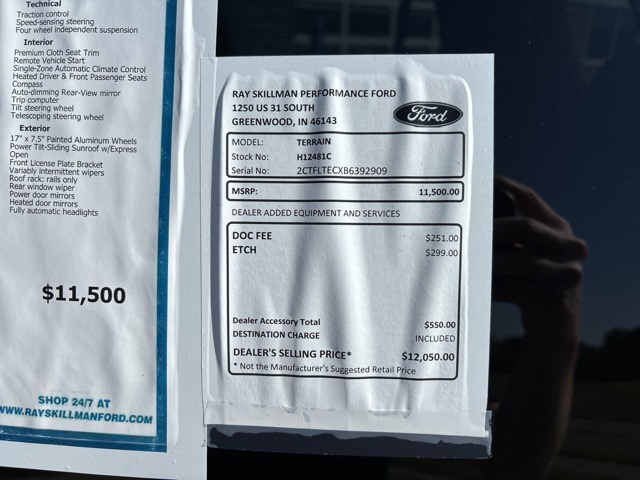 Technical
Traction control
Speed-sensing steering
Four wheel independent suspension
Interior
Premium Cloth Seat Trim
Remote Vehicle Start
Single-Zone Automatic Climate Control
Heated Driver & Front Passenger Seats
Compass
Auto-dimming Rear-View mirror
Trip computer
Tilt steering wheel
Telescoping steering wheel
Exterior
17" x 7.5" Painted Aluminum Wheels
Power Tilt-Sliding Sunroof w/Express
Open
Front License Plate Bracket
Variably intermittent wipers
Roof rack: rails only
Rear window wiper
Power door mirrors
Heated door mirrors
Fully automatic headlights
$11,500
SHOP 24/7 AT
WWW.RAYSKILLMANFORD.COM
RAY SKILLMAN PERFORMANCE FORD
1250 US 31 SOUTH
GREENWOOD, IN 46143
Ford
MODEL: TERRAIN
Stock No: H12481C
Serial No: 2CTFLTECXB6392909
MSRP: 11,500.00
DEALER ADDED EQUIPMENT AND SERVICES
DOC FEE $251.00
ETCH $299.00
Dealer Accessory Total $550.00
DESTINATION CHARGE INCLUDED
DEALER'S SELLING PRICE* $12,050.00
* Not the Manufacturer's Suggested Retail Price